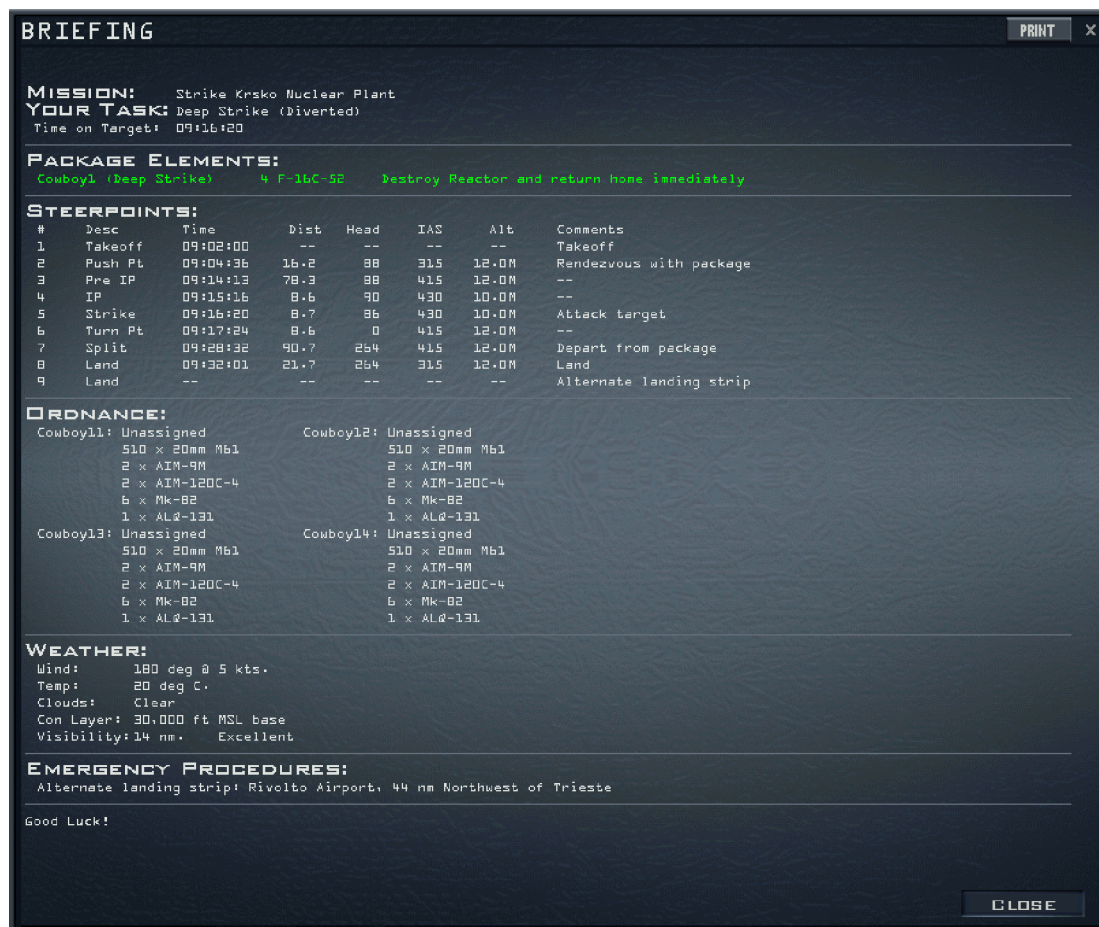 BRIEFING PRINT X
MISSION: Strike Krsko Nuclear Plant
YOUR TASK: Deep Strike (Diverted)
Time on Target: 09:16:20
PACKAGE ELEMENTS:
Cowboy1 (Deep Strike) 4 F-16C-52 Destroy Reactor and return home immediately
STEERPOINTS:
# Desc Time Dist Head IAS Alt Comments
1 Takeoff 09:02:00 -- -- -- -- Takeoff
2 Push Pt 09:04:36 16.2 88 315 12.0M Rendezvous with package
3 Pre IP 09:14:13 78.3 88 415 12.0M --
4 IP 09:15:16 8.6 90 430 10.0M --
5 Strike 09:16:20 8.7 86 430 10.0M Attack target
6 Turn Pt 09:17:24 8.6 0 415 12.0M --
7 Split 09:28:32 90.7 264 415 12.0M Depart from package
8 Land 09:32:01 21.7 264 315 12.0M Land
9 Land -- -- -- -- -- Alternate landing strip
ORDNANCE:
Cowboy11: Unassigned Cowboy12: Unassigned
510 x 20mm M61 510 x 20mm M61
2 x AIM-9M 2 x AIM-9M
2 x AIM-120C-4 2 x AIM-120C-4
6 x Mk-82 6 x Mk-82
1 x ALQ-131 1 x ALQ-131
Cowboy13: Unassigned Cowboy14: Unassigned
510 x 20mm M61 510 x 20mm M61
2 x AIM-9M 2 x AIM-9M
2 x AIM-120C-4 2 x AIM-120C-4
6 x Mk-82 6 x Mk-82
1 x ALQ-131 1 x ALQ-131
WEATHER:
Wind: 180 deg @ 5 kts.
Temp: 20 deg C.
Clouds: Clear
Con Layer: 30,000 ft MSL base
Visibility: 14 nm. Excellent
EMERGENCY PROCEDURES:
Alternate landing strip: Rivolto Airport, 44 nm Northwest of Trieste
Good Luck!
CLOSE